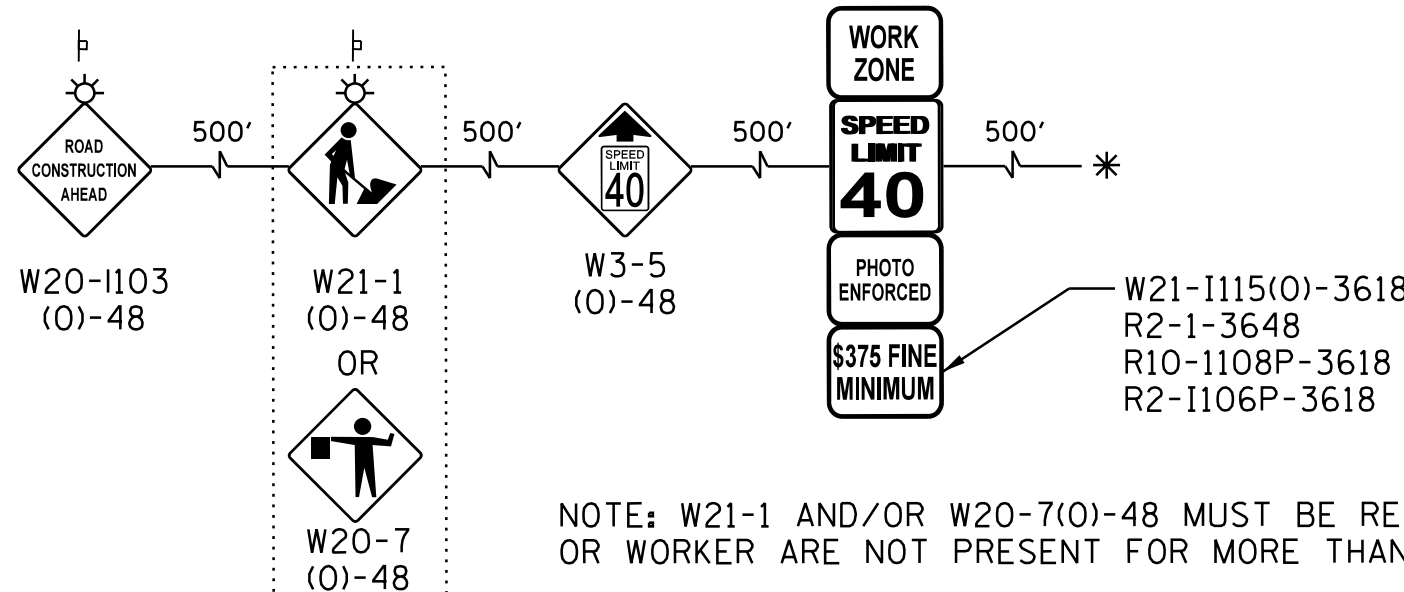 ROAD
CONSTRUCTION
AHEAD
W20-I103
(O)-48
500'
W21-1
(O)-48
OR
W20-7
(O)-48
500'
SPEED
LIMIT
40
W3-5
(O)-48
500'
WORK
ZONE
SPEED
LIMIT
40
PHOTO
ENFORCED
$375 FINE
MINIMUM
500'
*
W21-I115(O)-3618
R2-1-3648
R10-1108P-3618
R2-I106P-3618
NOTE: W21-1 AND/OR W20-7(O)-48 MUST BE RE
OR WORKER ARE NOT PRESENT FOR MORE THAN